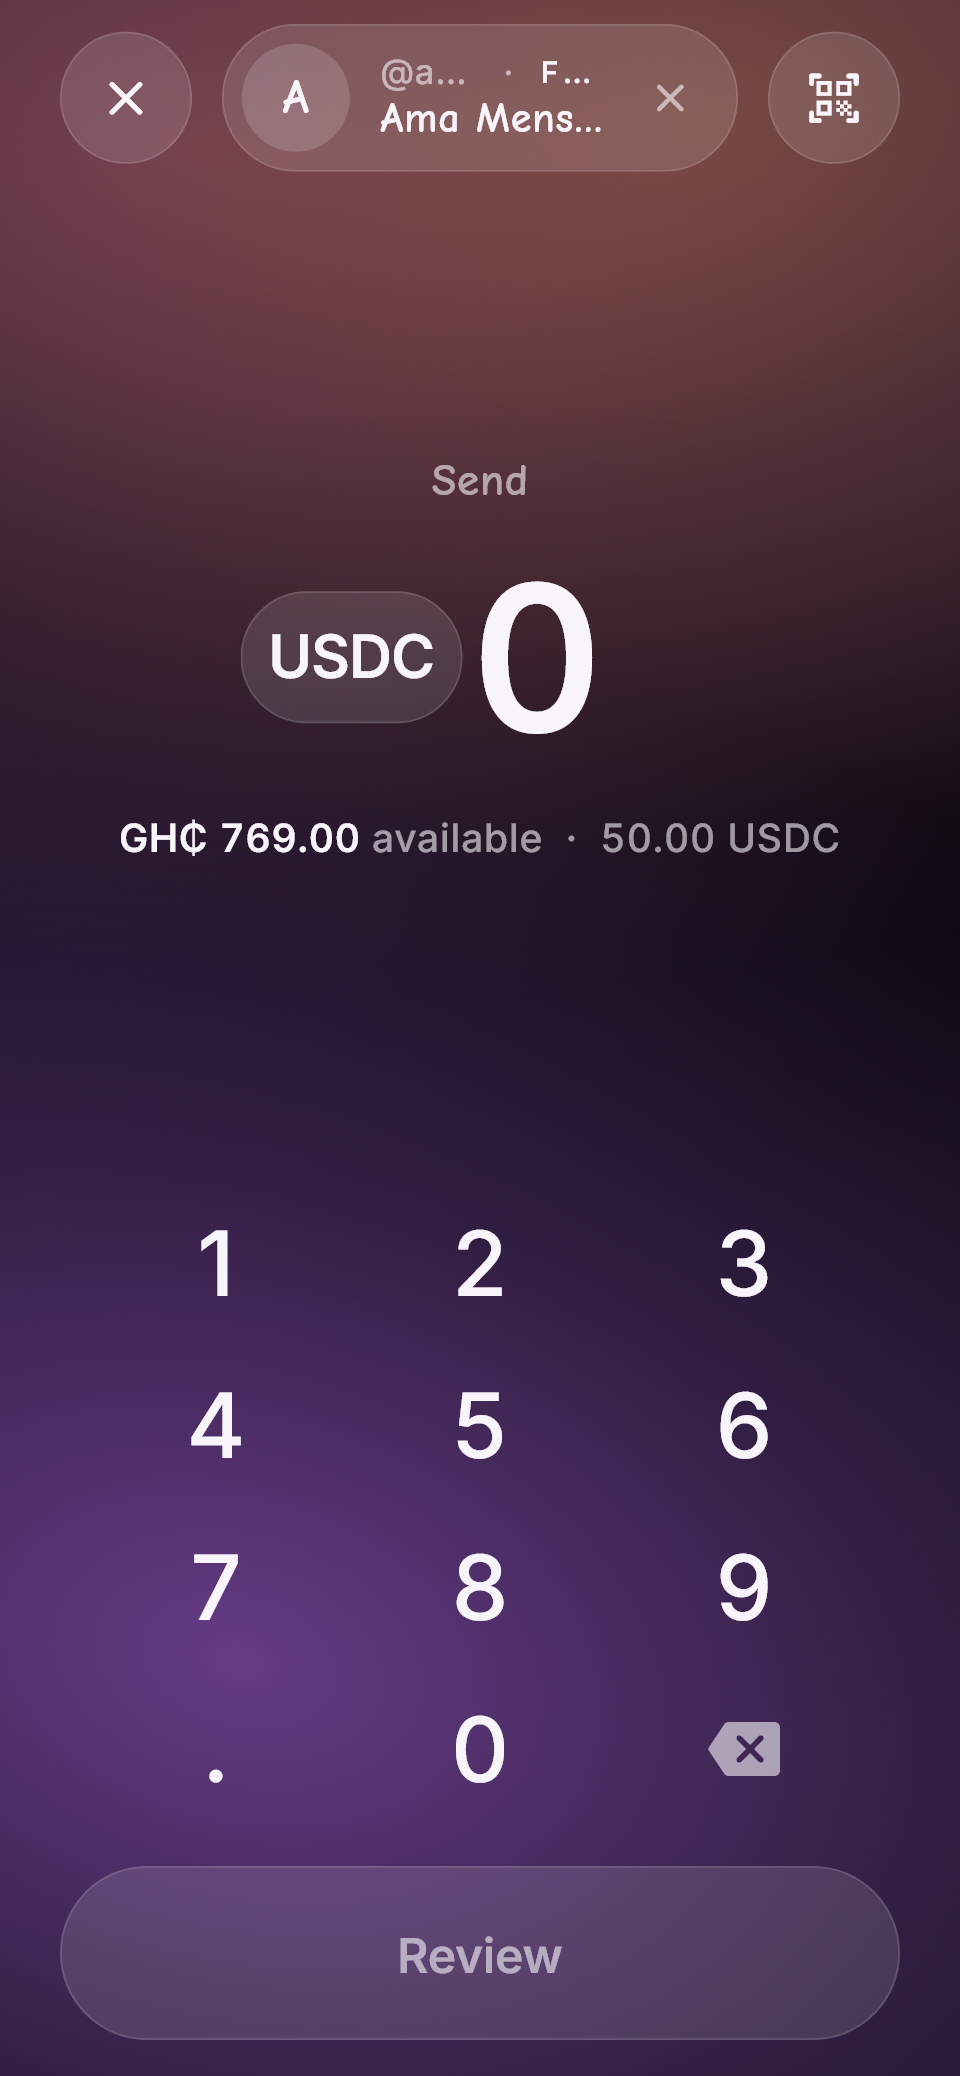 @a... · F...
A
Ama Mens...
Send
USDC 0
GH₵ 769.00 available · 50.00 USDC
1 2 3
4 5 6
7 8 9
. 0
Review